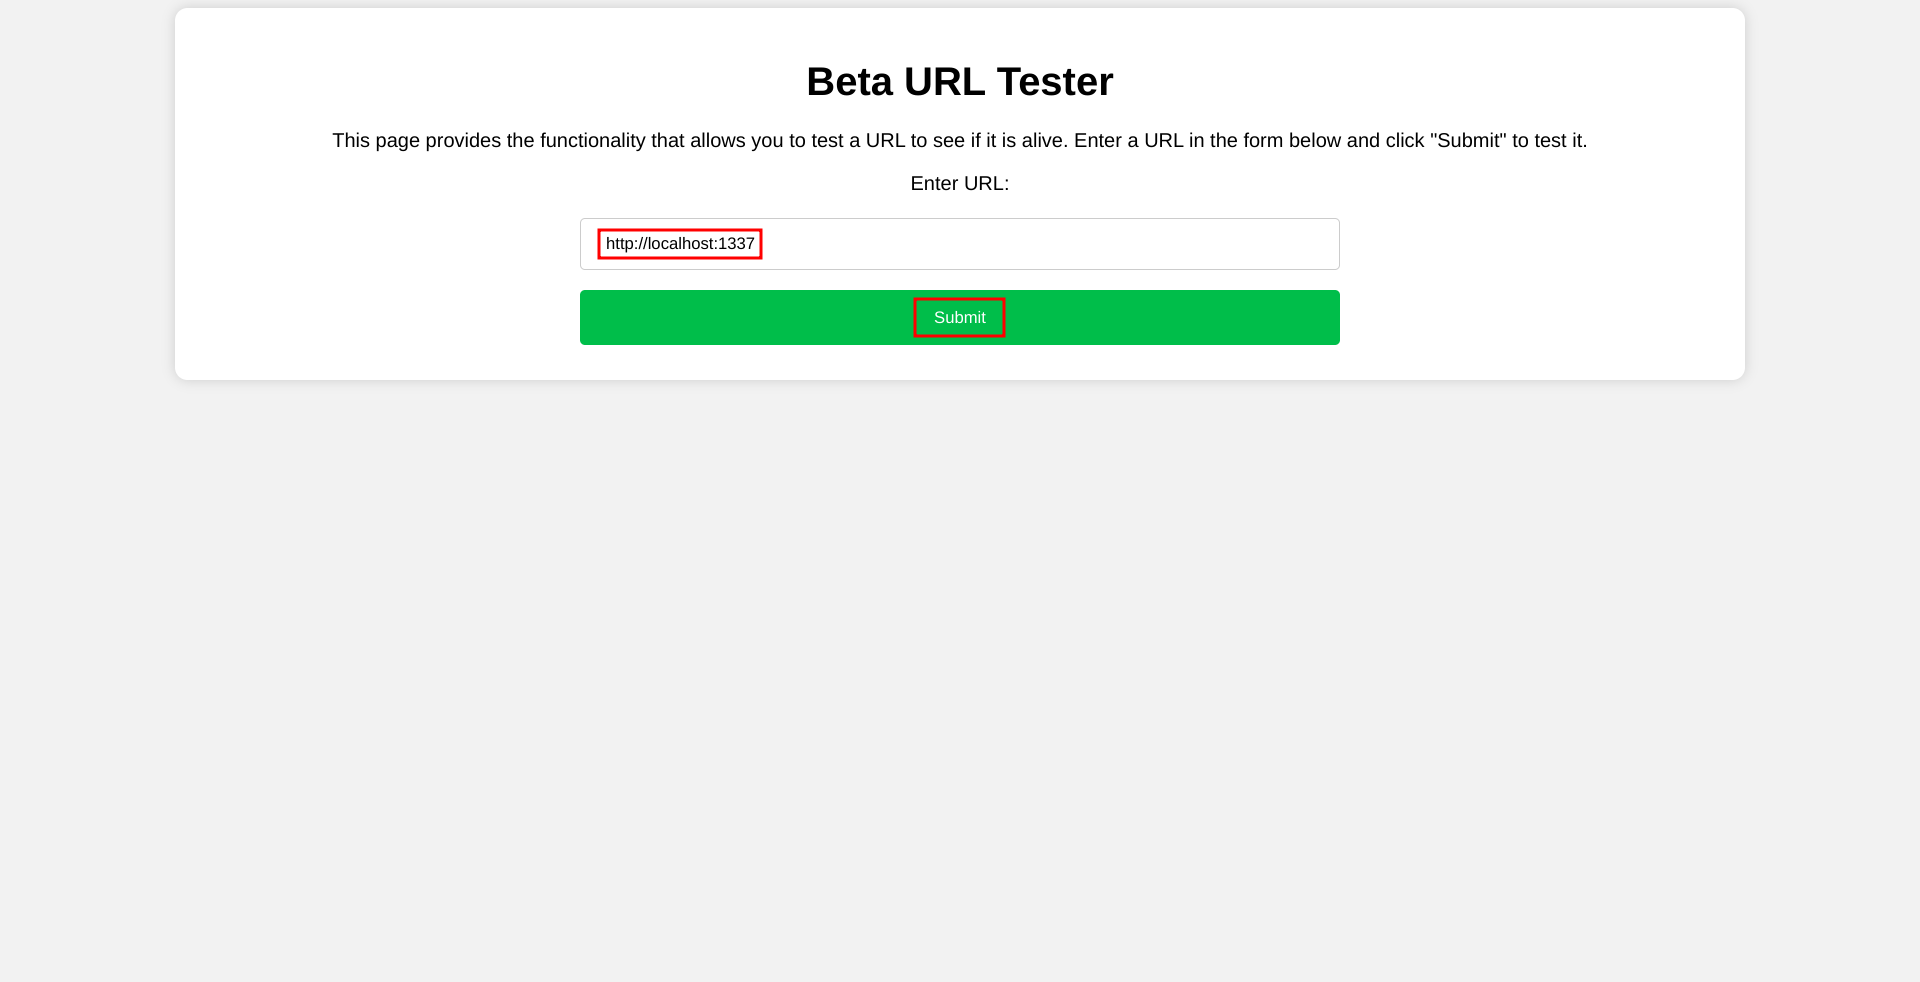 Beta URL Tester
This page provides the functionality that allows you to test a URL to see if it is alive. Enter a URL in the form below and click "Submit" to test it.
Enter URL:
http://localhost:1337
Submit